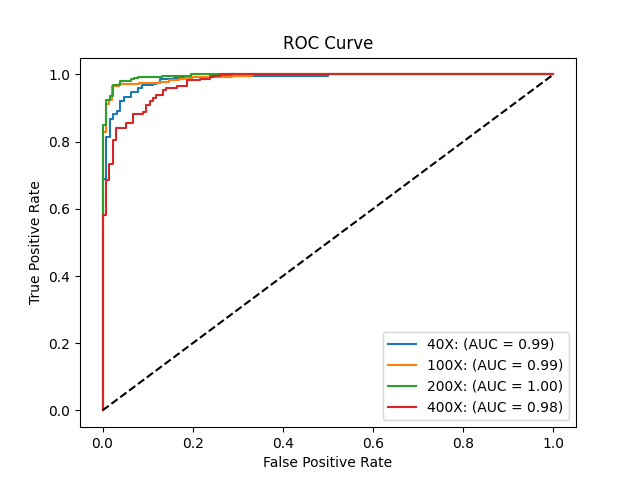 ROC Curve
True Positive Rate
1.0
0.8
0.6
0.4
0.2
0.0
40X: (AUC = 0.99)
100X: (AUC = 0.99)
200X: (AUC = 1.00)
400X: (AUC = 0.98)
0.0 0.2 0.4 0.6 0.8 1.0
False Positive Rate